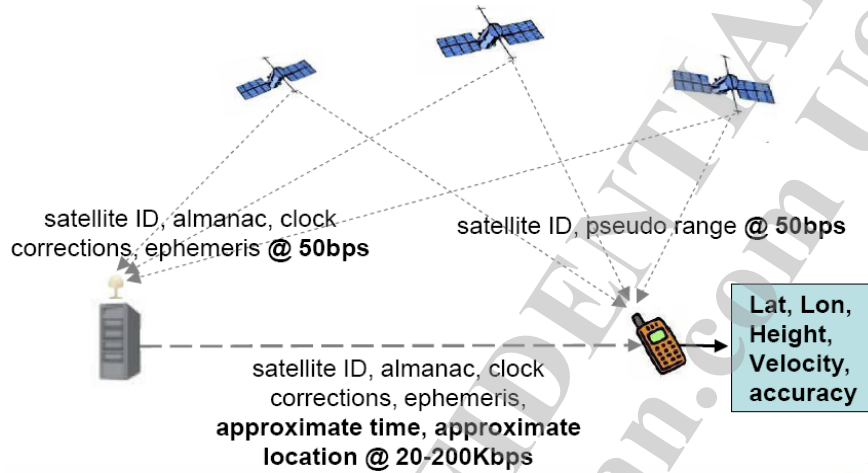 satellite ID, almanac, clock
corrections, ephemeris @ 50bps
satellite ID, pseudo range @ 50bps
satellite ID, almanac, clock
corrections, ephemeris,
approximate time, approximate
location @ 20-200Kbps
Lat, Lon,
Height,
Velocity,
accuracy